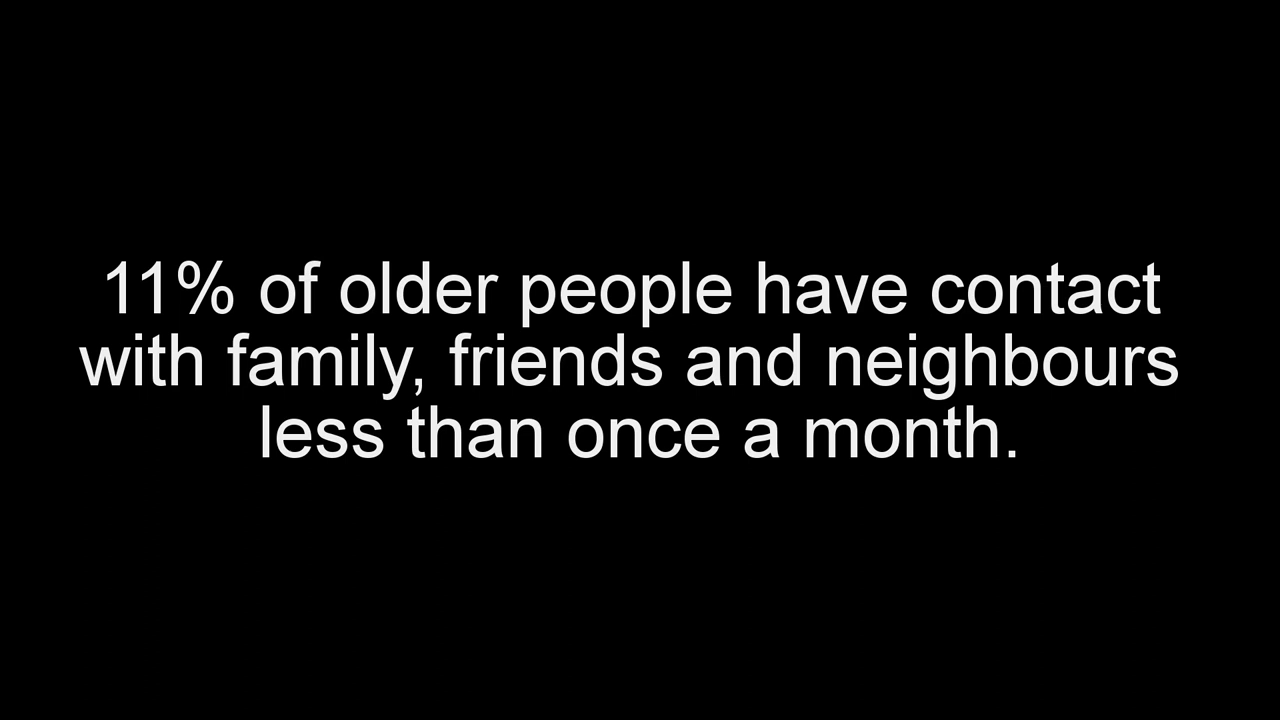 11% of older people have contact
with family, friends and neighbours
less than once a month.